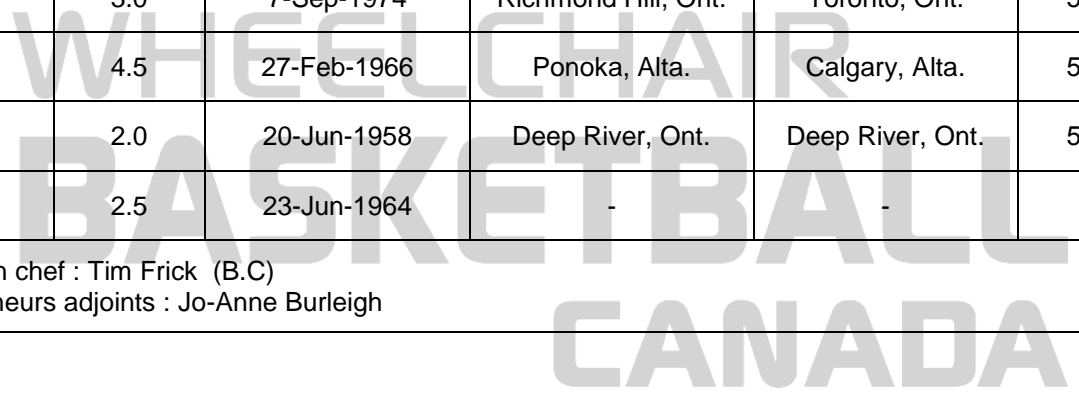 7-Sep-1974 Richmond Hill, Ont. Toronto, Ont.
4.5 27-Feb-1966 Ponoka, Alta. Calgary, Alta. 5
2.0 20-Jun-1958 Deep River, Ont. Deep River, Ont. 5
2.5 23-Jun-1964 - -
n chef : Tim Frick (B.C)
neurs adjoints : Jo-Anne Burleigh
WHEELCHAIR
BASKETBALL
CANADA